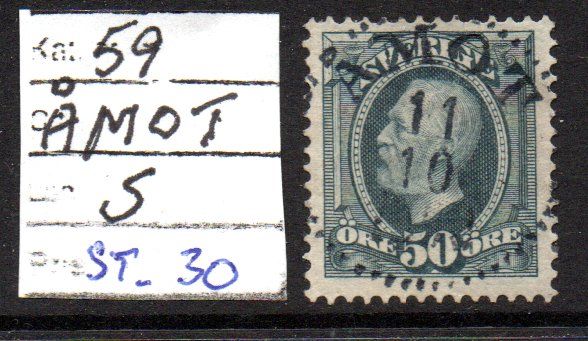 Kat. 59
ÅMOT
S
ST. 30
SVERIGE
ÅMOT
11
10
ÖRE 50 ÖRE